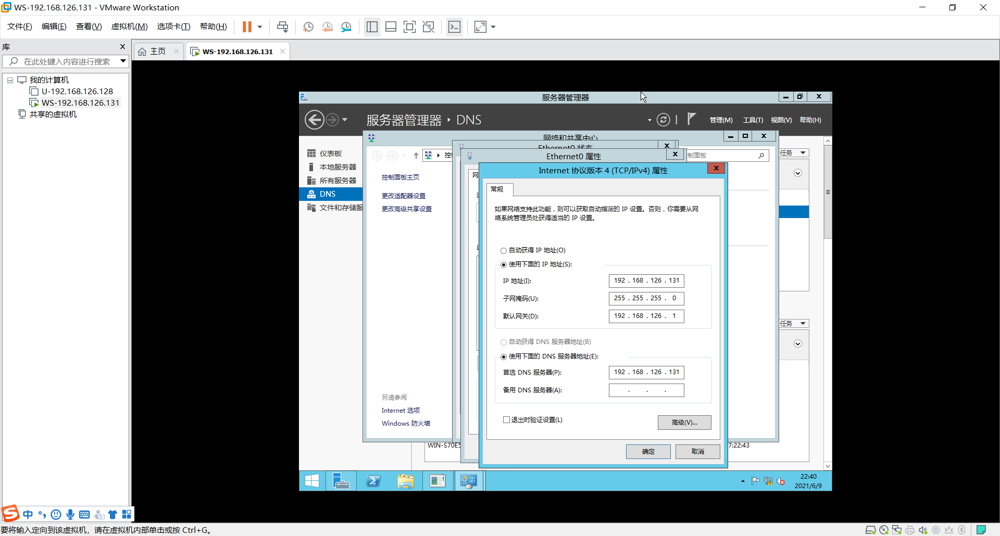 WS-192.168.126.131 - VMware Workstation
文件(F) 编辑(E) 查看(V) 虚拟机(M) 选项卡(T) 帮助(H)
库
在此处键入内容进行搜索
我的计算机
U-192.168.126.128
WS-192.168.126.131
共享的虚拟机
主页
WS-192.168.126.131
服务器管理器
服务器管理器 DNS
管理(M) 工具(T) 视图(V) 帮助(H)
仪表板
本地服务器
所有服务器
DNS
文件和存储服
网络和共享中心
控制面板主页
更改适配器设置
更改高级共享设置
另请参阅
Internet 选项
Windows 防火墙
Ethernet0 状态
Ethernet0 属性
制面板
任务
任务
Internet 协议版本 4 (TCP/IPv4) 属性
常规
如果网络支持此功能，则可以获取自动指派的 IP 设置。否则，你需要从网
络系统管理员处获得适当的 IP 设置。
自动获得 IP 地址(O)
使用下面的 IP 地址(S):
IP 地址(I): 192 . 168 . 126 . 131
子网掩码(U): 255 . 255 . 255 . 0
默认网关(D): 192 . 168 . 126 . 1
自动获得 DNS 服务器地址(B)
使用下面的 DNS 服务器地址(E):
首选 DNS 服务器(P): 192 . 168 . 126 . 131
备用 DNS 服务器(A): . . .
退出时验证设置(L)
高级(V)...
确定 取消
WIN-S70E5
7:22:43
22:40
2021/6/9
中
要将输入定向到该虚拟机，请在虚拟机内部单击或按 Ctrl+G。